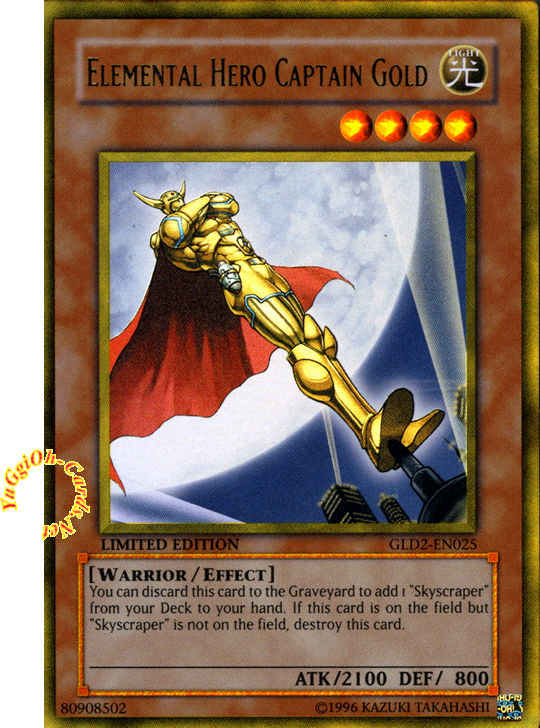 Elemental Hero Captain Gold
LIGHT
光
YuGgiOh-Cards.Net
LIMITED EDITION
GLD2-EN025
[Warrior / Effect]
You can discard this card to the Graveyard to add 1 "Skyscraper"
from your Deck to your hand. If this card is on the field but
"Skyscraper" is not on the field, destroy this card.
ATK/2100 DEF/ 800
80908502
©1996 KAZUKI TAKAHASHI